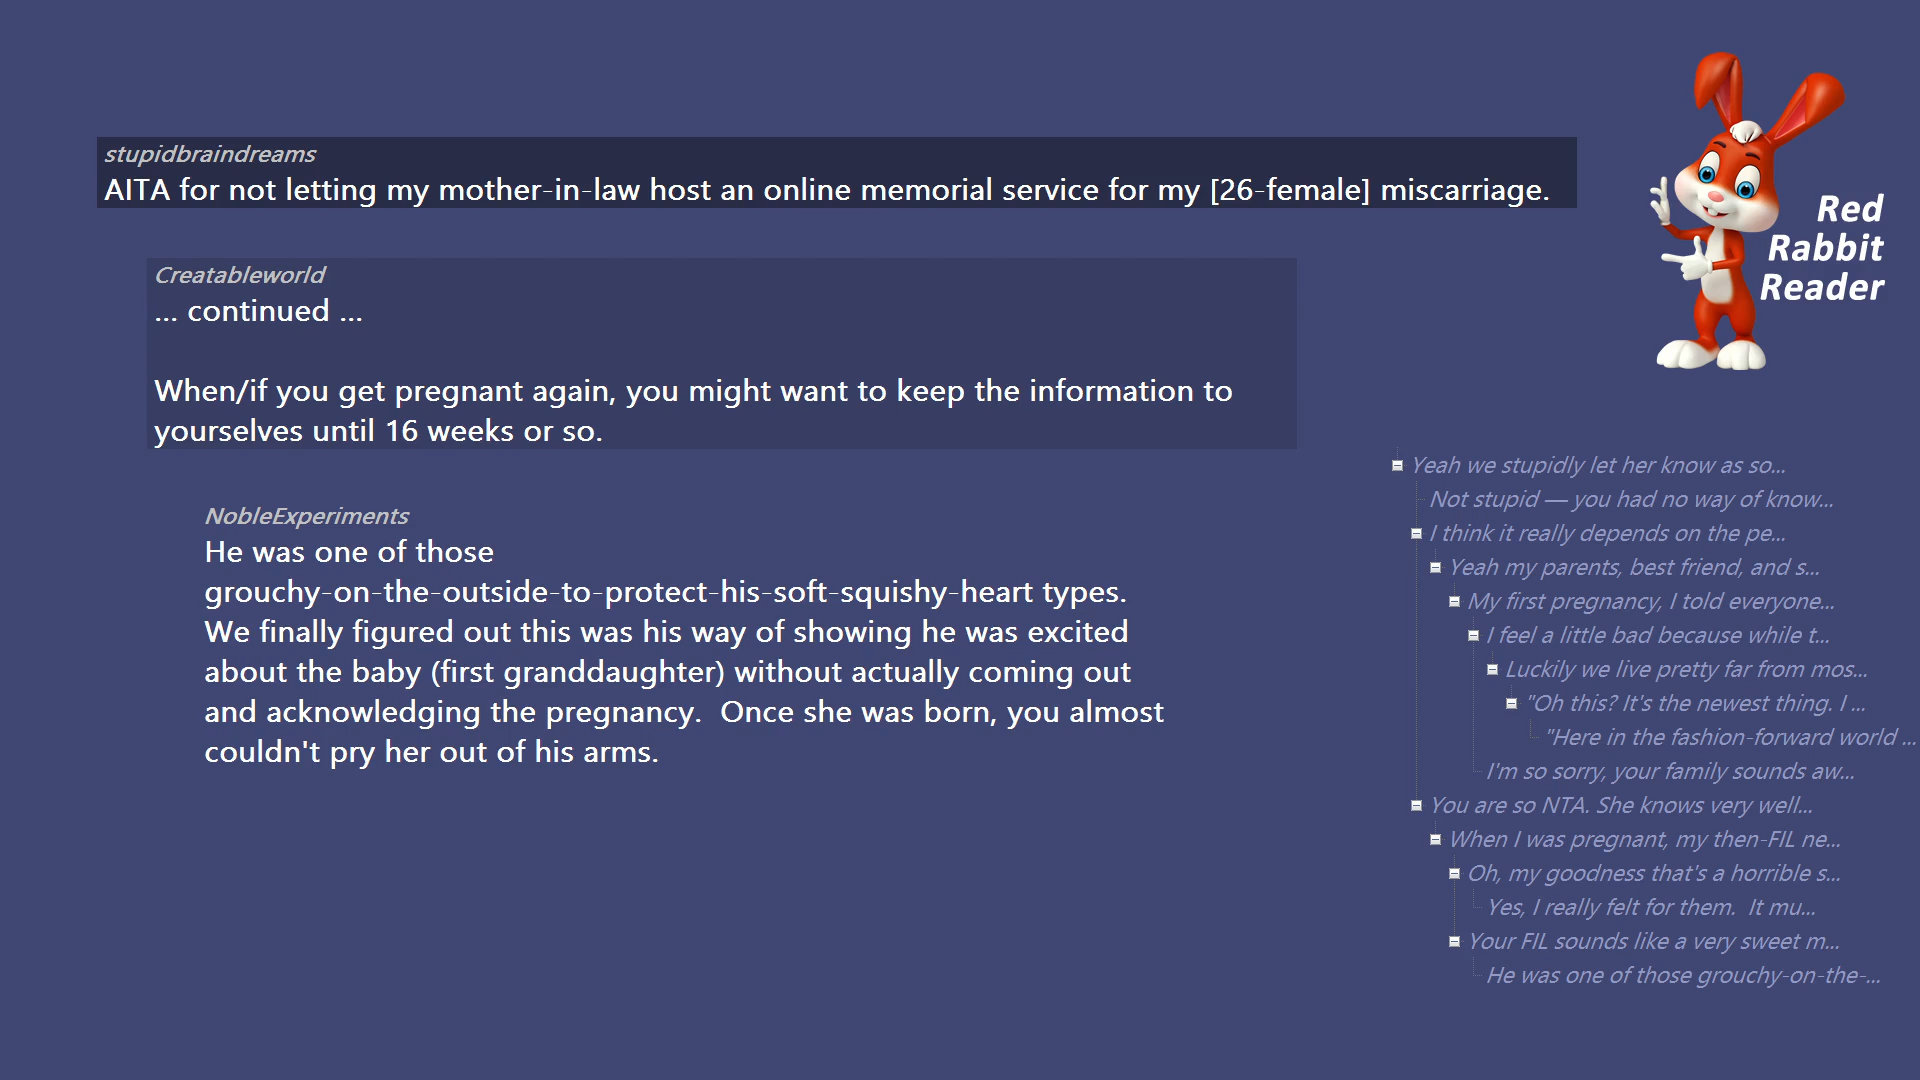 stupidbraindreams
AITA for not letting my mother-in-law host an online memorial service for my [26-female] miscarriage.
Creatableworld
... continued ...
When/if you get pregnant again, you might want to keep the information to
yourselves until 16 weeks or so.
NobleExperiments
He was one of those
grouchy-on-the-outside-to-protect-his-soft-squishy-heart types.
We finally figured out this was his way of showing he was excited
about the baby (first granddaughter) without actually coming out
and acknowledging the pregnancy.  Once she was born, you almost
couldn't pry her out of his arms.
Red
Rabbit
Reader
Yeah we stupidly let her know as so...
Not stupid — you had no way of know...
I think it really depends on the pe...
Yeah my parents, best friend, and s...
My first pregnancy, I told everyone...
I feel a little bad because while t...
Luckily we live pretty far from mos...
"Oh this? It's the newest thing. I ...
"Here in the fashion-forward world ...
I'm so sorry, your family sounds aw...
You are so NTA. She knows very well...
When I was pregnant, my then-FIL ne...
Oh, my goodness that's a horrible s...
Yes, I really felt for them.  It mu...
Your FIL sounds like a very sweet m...
He was one of those grouchy-on-the-...